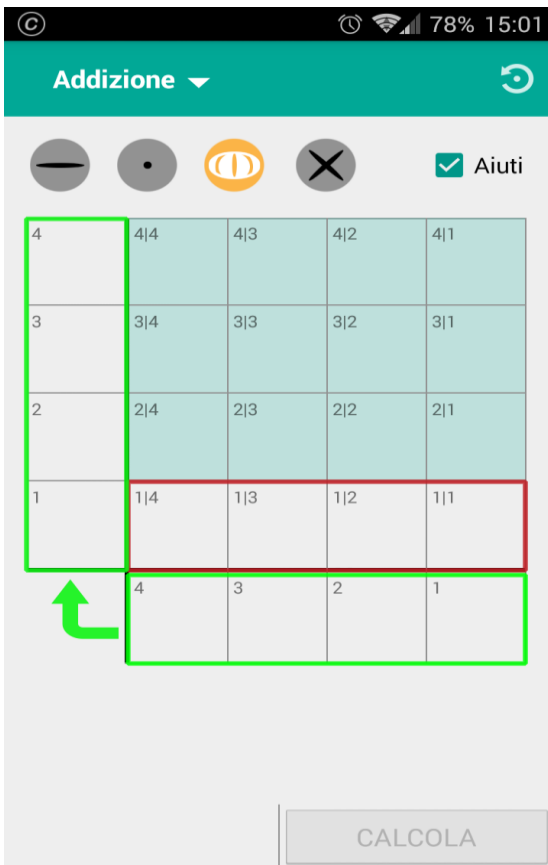 © 78% 15:01
Addizione
Aiuti
4 4|4 4|3 4|2 4|1
3 3|4 3|3 3|2 3|1
2 2|4 2|3 2|2 2|1
1 1|4 1|3 1|2 1|1
4 3 2 1
CALCOLA